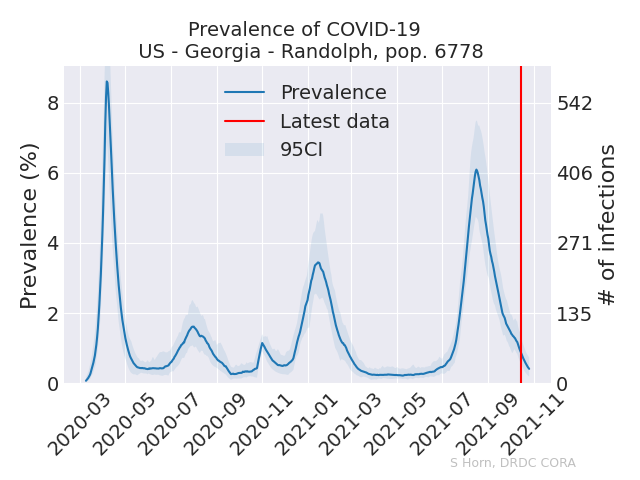 Prevalence of COVID-19
US - Georgia - Randolph, pop. 6778
Prevalence
Latest data
95CI
Prevalence (%)
8
6
4
2
0
# of infections
542
406
271
135
0
2020-03
2020-05
2020-07
2020-09
2020-11
2021-01
2021-03
2021-05
2021-07
2021-09
2021-11
S Horn, DRDC CORA